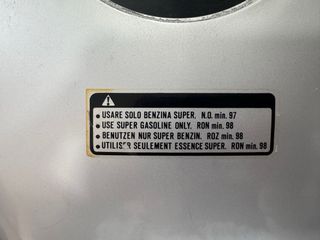 • USARE SOLO BENZINA SUPER. N.O. min. 97
• USE SUPER GASOLINE ONLY. RON min. 98
• BENUTZEN NUR SUPER BENZIN. ROZ min. 98
• UTILIS R SEULEMENT ESSENCE SUPER. RON min. 98